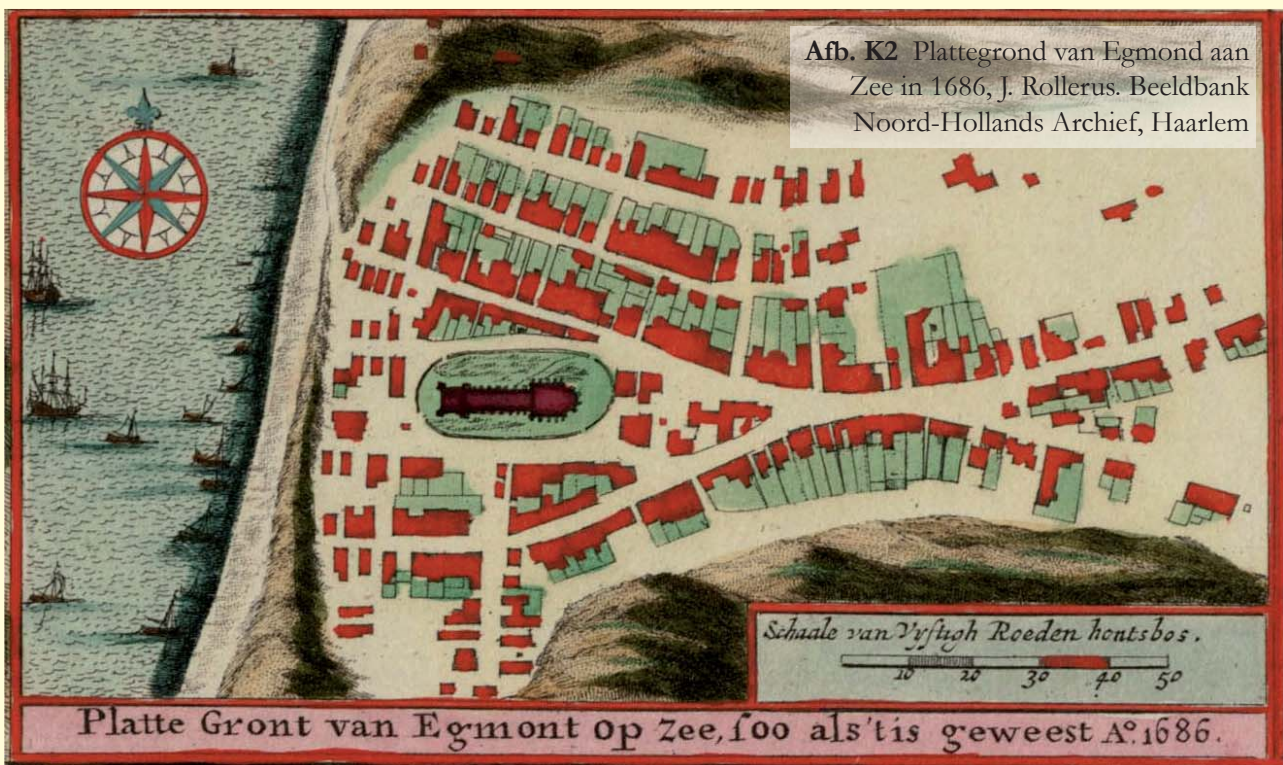 Afb. K2 Plattegrond van Egmond aan
Zee in 1686, J. Rollerus. Beeldbank
Noord-Hollands Archief, Haarlem
Schaale van Vyftigh Roeden hontsbos.
10 20 30 40 50
Platte Gront van Egmont op Zee, soo als'tis geweest Aº. 1686.